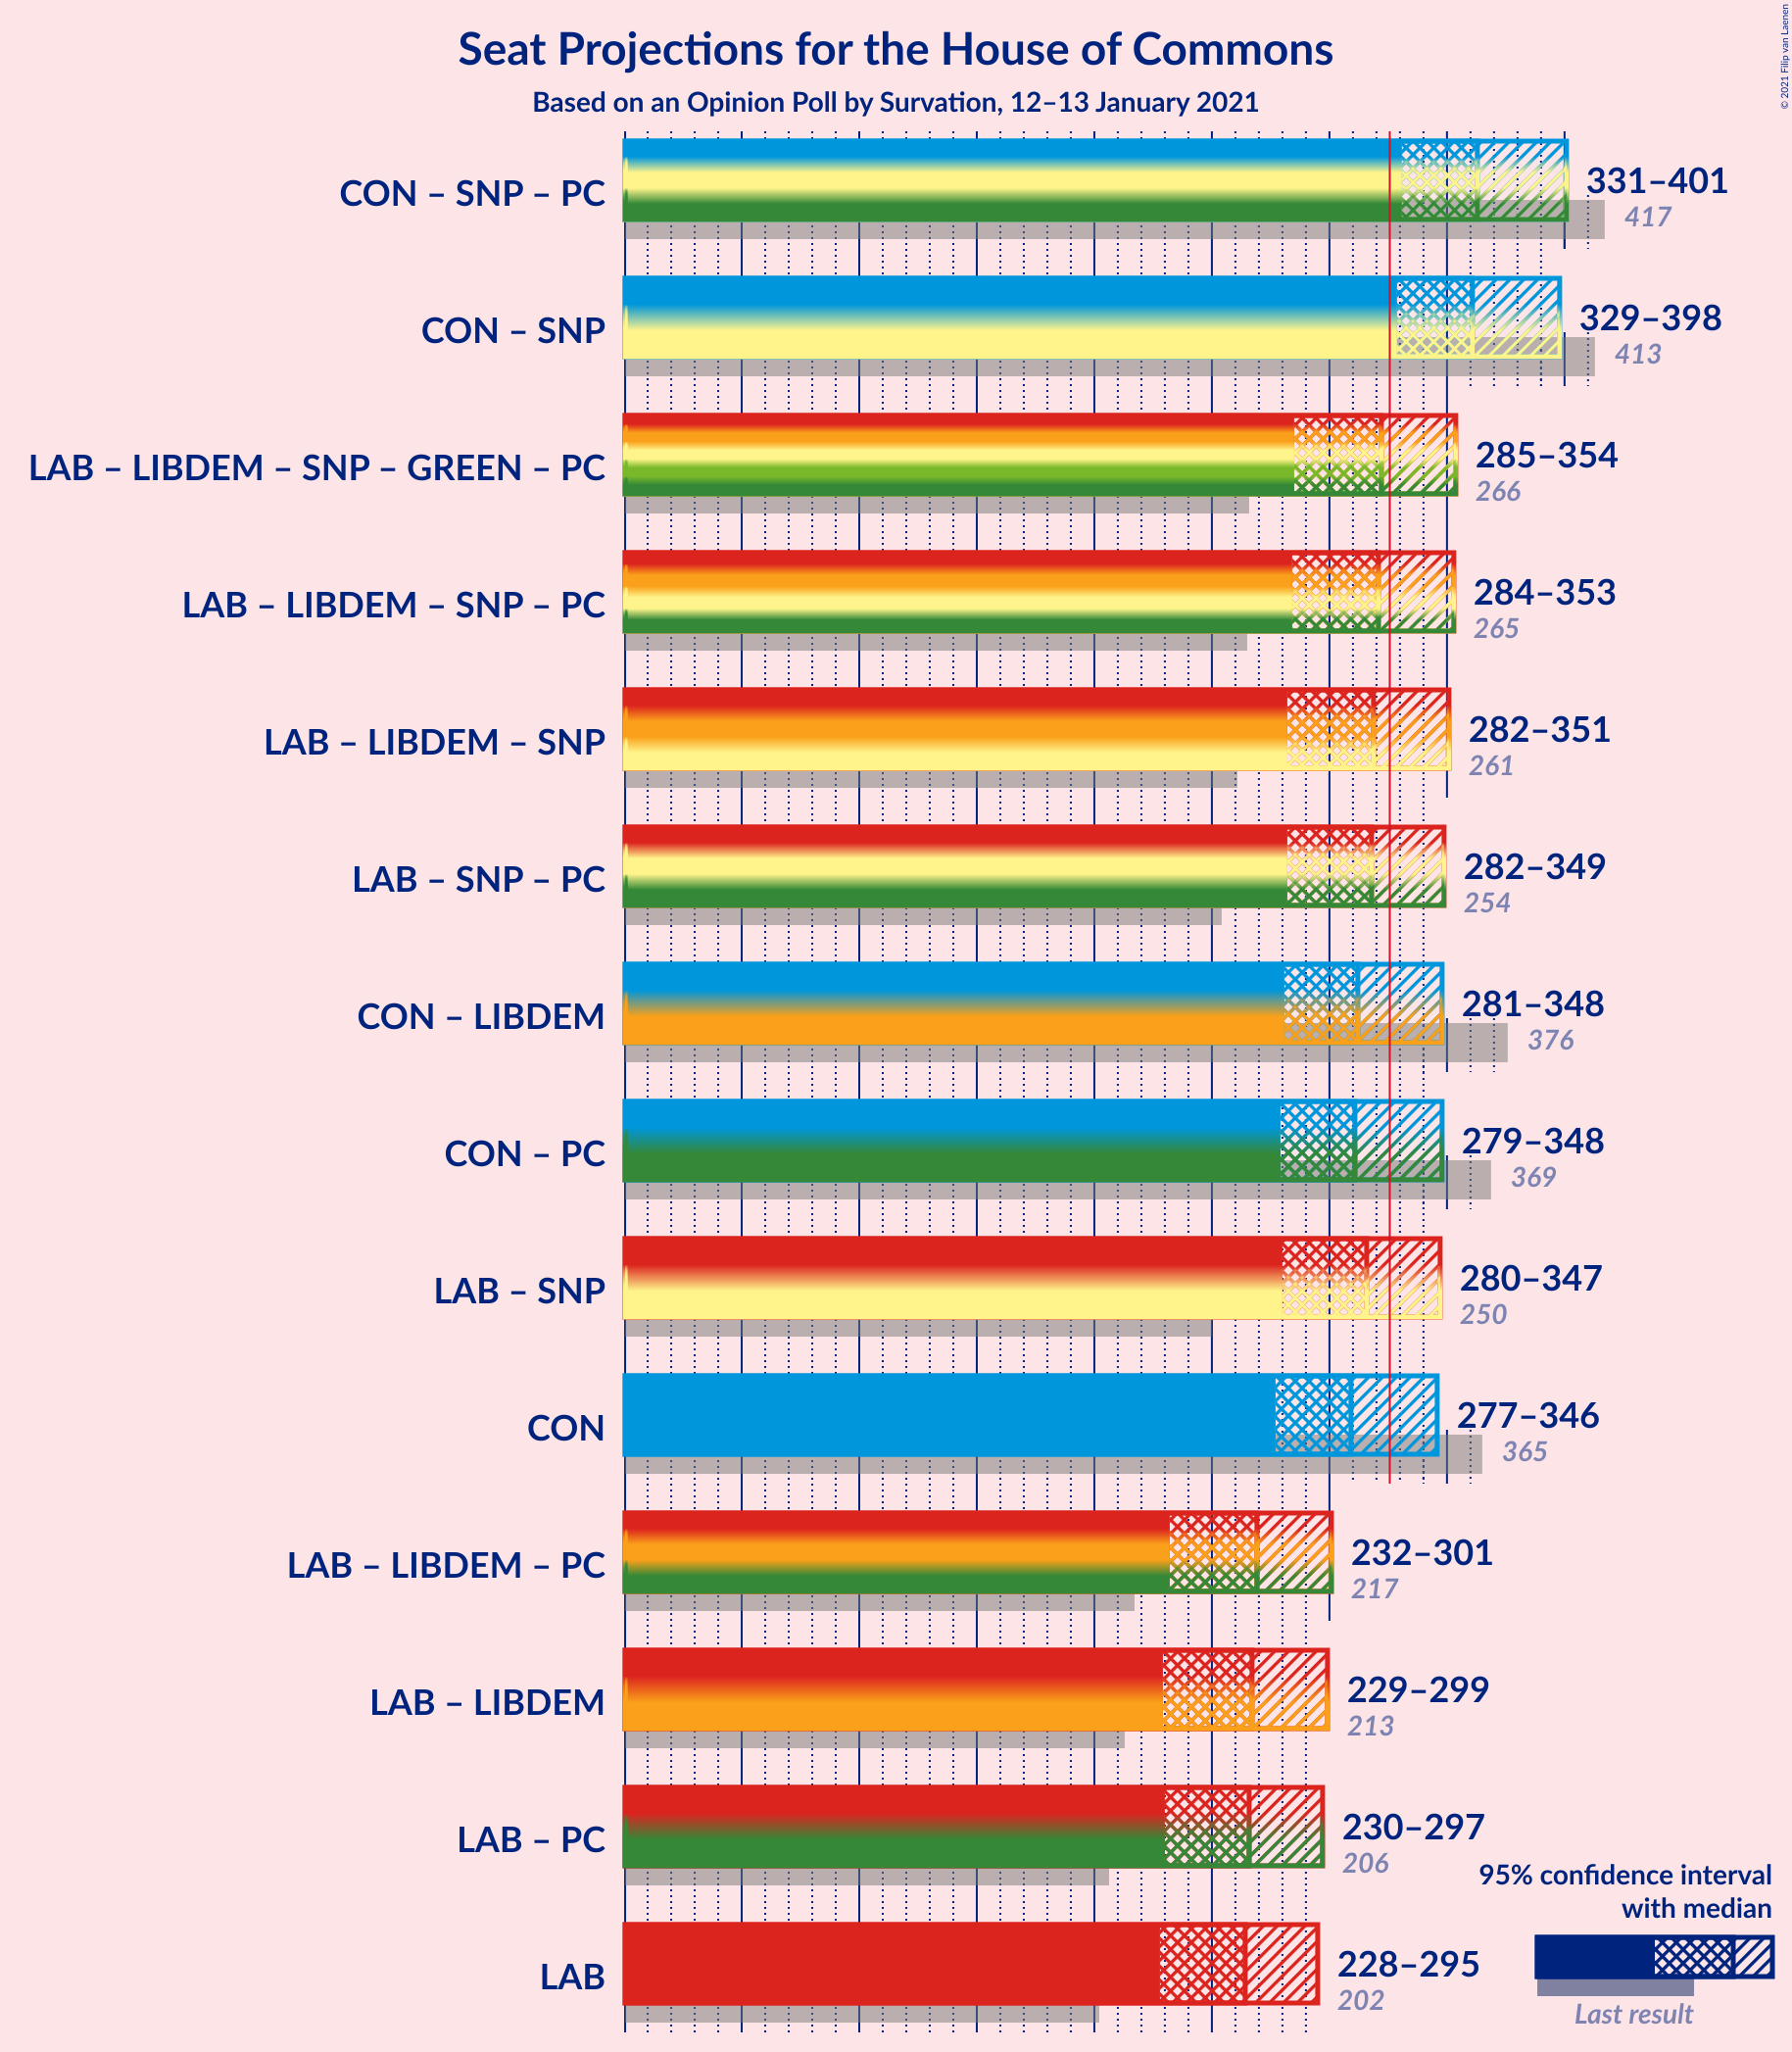 Seat Projections for the House of Commons
Based on an Opinion Poll by Survation, 12–13 January 2021
© 2021 Filip van Laenen
CON – SNP – PC
331–401
417
CON – SNP
329–398
413
LAB – LIBDEM – SNP – GREEN – PC
285–354
266
LAB – LIBDEM – SNP – PC
284–353
265
LAB – LIBDEM – SNP
282–351
261
LAB – SNP – PC
282–349
254
CON – LIBDEM
281–348
376
CON – PC
279–348
369
LAB – SNP
280–347
250
CON
277–346
365
LAB – LIBDEM – PC
232–301
217
LAB – LIBDEM
229–299
213
LAB – PC
230–297
206
LAB
228–295
202
95% confidence interval
with median
Last result